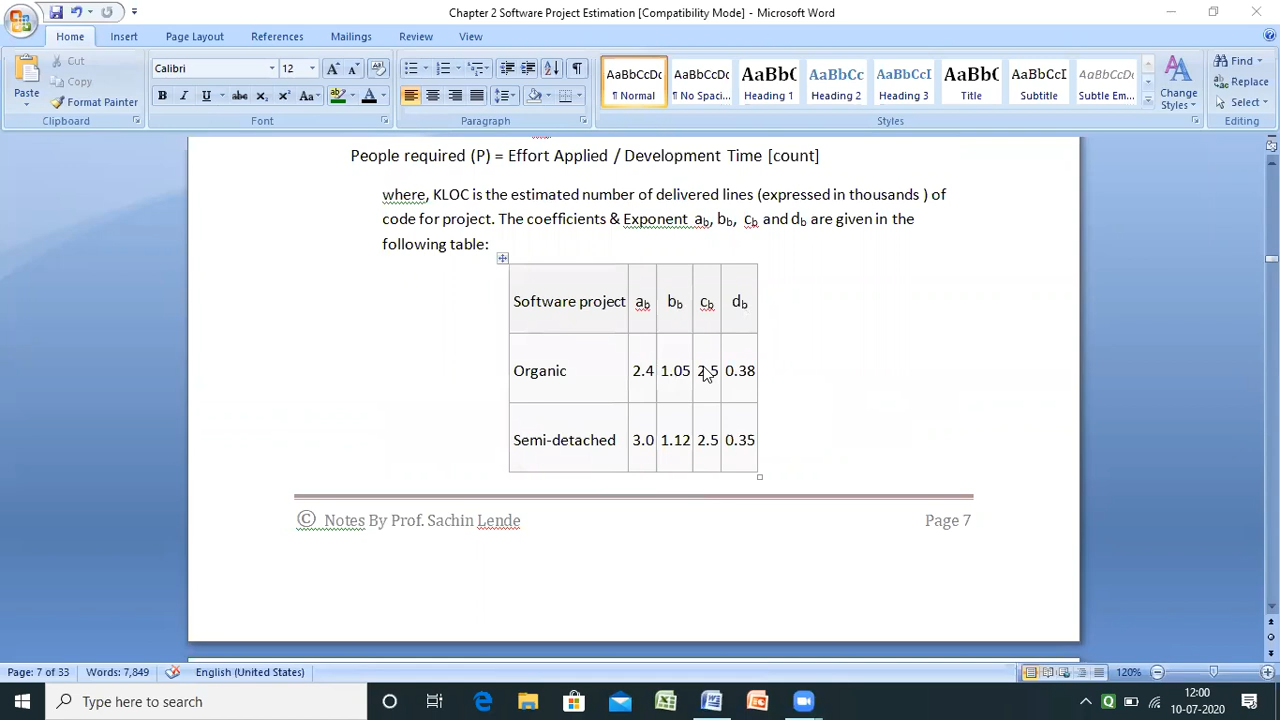 Chapter 2 Software Project Estimation [Compatibility Mode] - Microsoft Word
Home Insert Page Layout References Mailings Review View
Paste Cut Copy Format Painter Clipboard
Calibri 12
B I U abc x₂ x² Aa A Font
Paragraph
AaBbCcDc AaBbCcDc AaBbC AaBbCc AaBbCcI AaBbC AaBbCcI AaBbCcDc
¶ Normal ¶ No Spaci... Heading 1 Heading 2 Heading 3 Title Subtitle Subtle Em...
Change Styles Styles
Find Replace Select Editing
People required (P) = Effort Applied / Development Time [count]
where, KLOC is the estimated number of delivered lines (expressed in thousands ) of
code for project. The coefficients & Exponent ab, bb, cb and db are given in the
following table:
Software project ab bb cb db
Organic 2.4 1.05 2.5 0.38
Semi-detached 3.0 1.12 2.5 0.35
© Notes By Prof. Sachin Lende Page 7
Page: 7 of 33 Words: 7,849 English (United States) 120%
Type here to search
12:00
10-07-2020